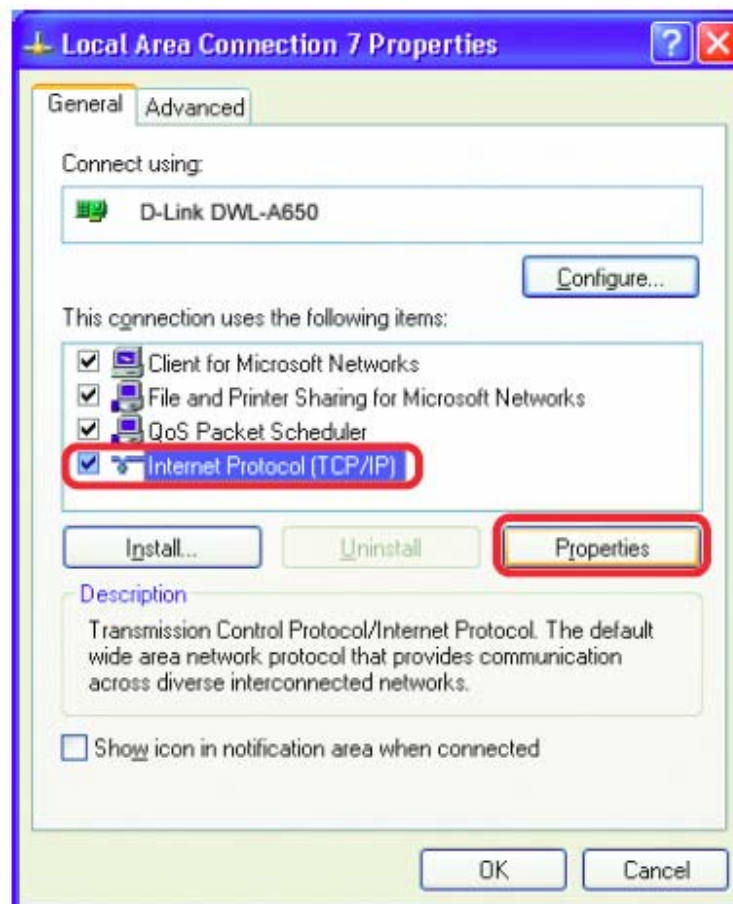 Local Area Connection 7 Properties
General Advanced
Connect using:
D-Link DWL-A650
Configure...
This connection uses the following items:
Client for Microsoft Networks
File and Printer Sharing for Microsoft Networks
QoS Packet Scheduler
Internet Protocol (TCP/IP)
Install... Uninstall Properties
Description
Transmission Control Protocol/Internet Protocol. The default
wide area network protocol that provides communication
across diverse interconnected networks.
Show icon in notification area when connected
OK Cancel